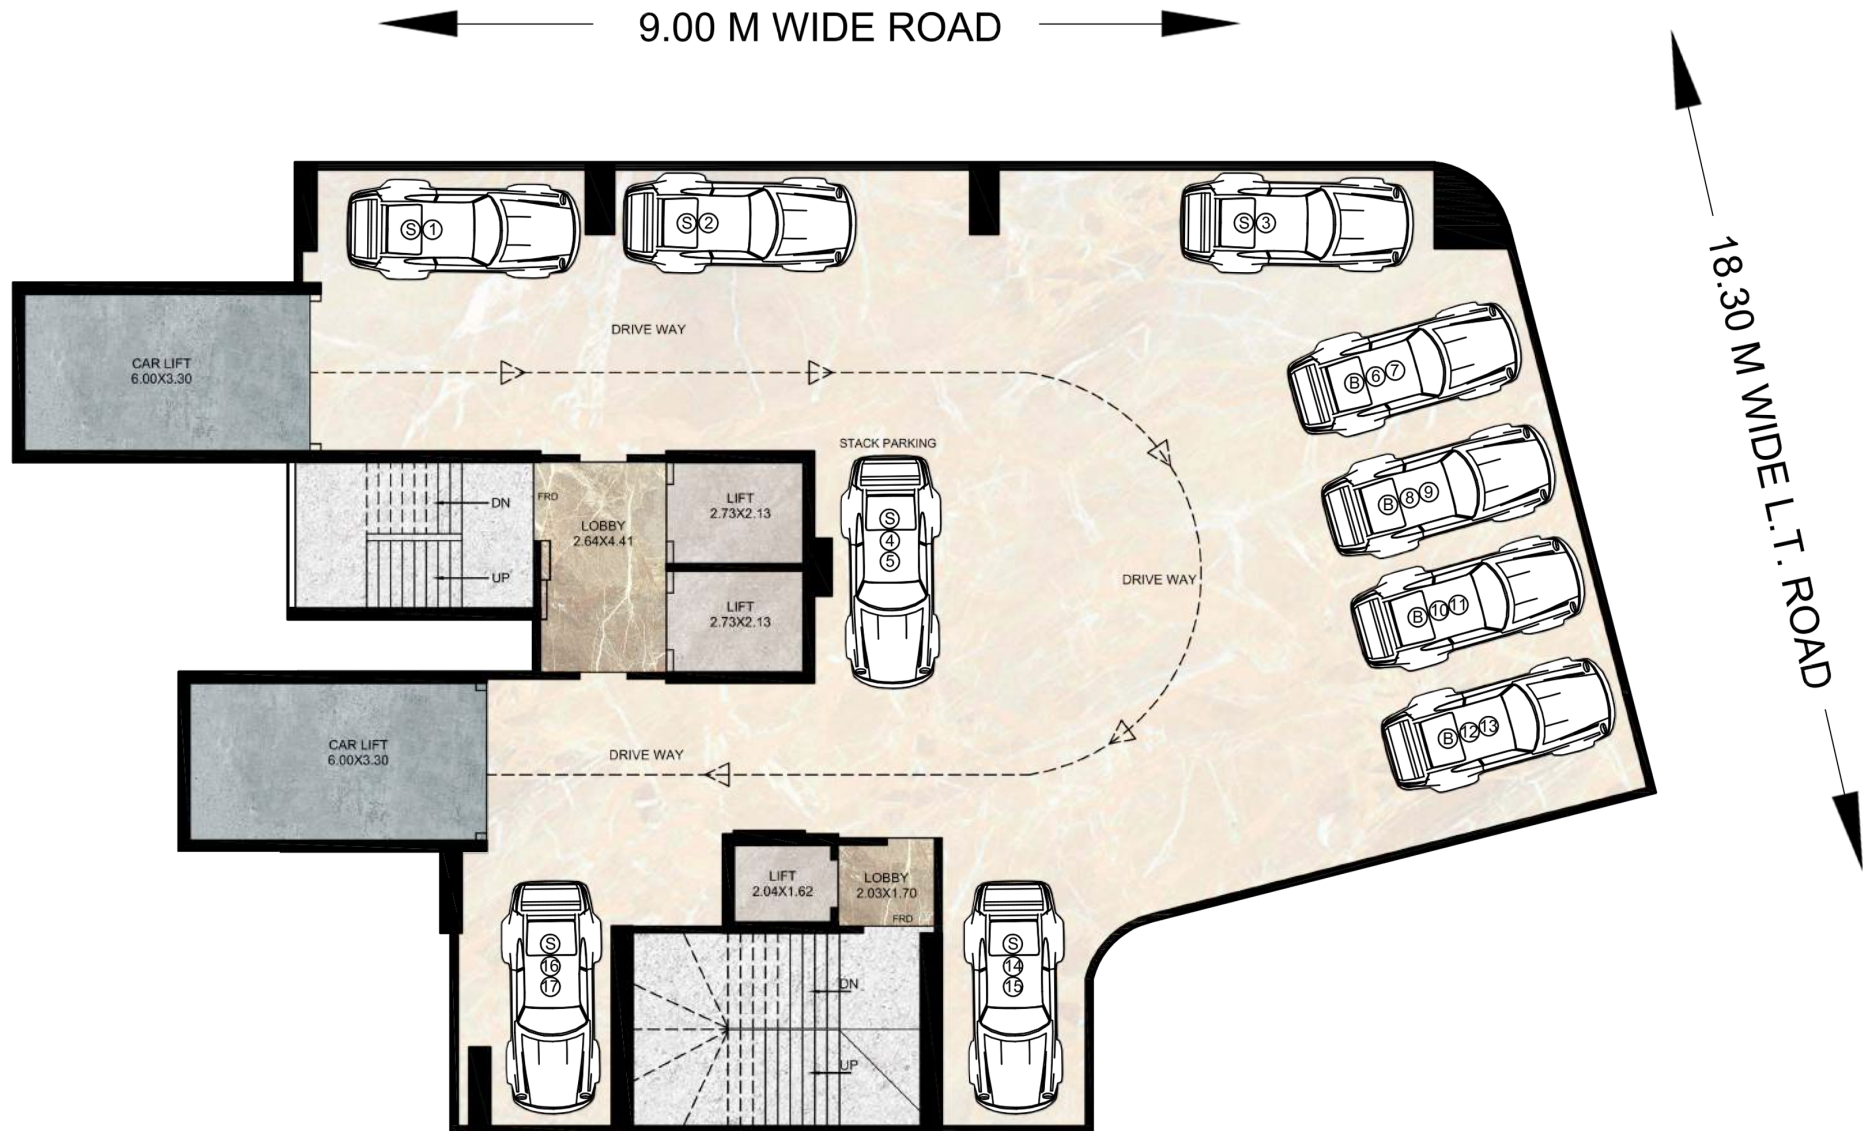 9.00 M WIDE ROAD
18.30 M WIDE L.T. ROAD
S 1
S 2
S 3
DRIVE WAY
CAR LIFT
6.00X3.30
B 6 7
STACK PARKING
S
4
5
B 8 9
DN
FRD
LOBBY
2.64X4.41
LIFT
2.73X2.13
UP
LIFT
2.73X2.13
DRIVE WAY
B 10 11
B 12 13
CAR LIFT
6.00X3.30
DRIVE WAY
LIFT
2.04X1.62
LOBBY
2.03X1.70
FRD
S
16
17
S
14
15
DN
UP